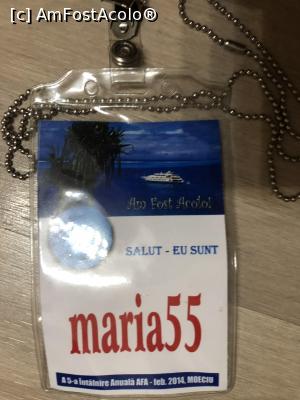 [c] AmFostAcolo®
Am Fost Acolo!
SALUT - EU SUNT
maria55
A 5-a Întâlnire Anuală AFA - feb. 2014, MOECIU